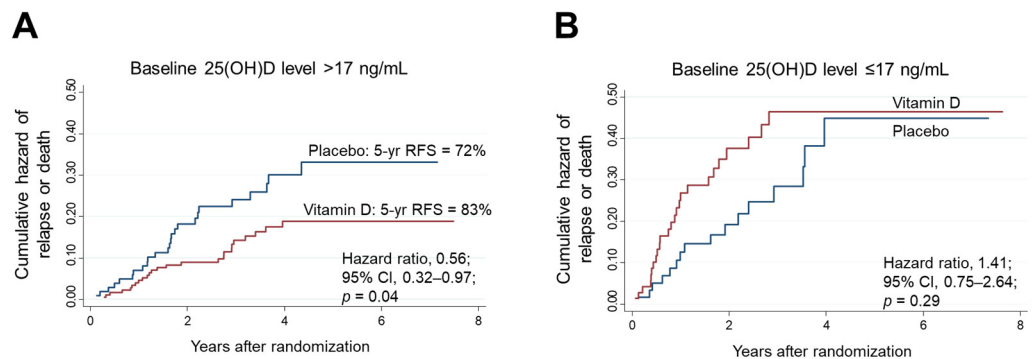 A
Baseline 25(OH)D level >17 ng/mL
Cumulative hazard of
relapse or death
0.50
0.40
0.30
0.20
0.10
0.00
Placebo: 5-yr RFS = 72%
Vitamin D: 5-yr RFS = 83%
Hazard ratio, 0.56;
95% CI, 0.32–0.97;
p = 0.04
0 2 4 6 8
Years after randomization
B
Baseline 25(OH)D level ≤17 ng/mL
Cumulative hazard of
relapse or death
0.50
0.40
0.30
0.20
0.10
0.00
Vitamin D
Placebo
Hazard ratio, 1.41;
95% CI, 0.75–2.64;
p = 0.29
0 2 4 6 8
Years after randomization